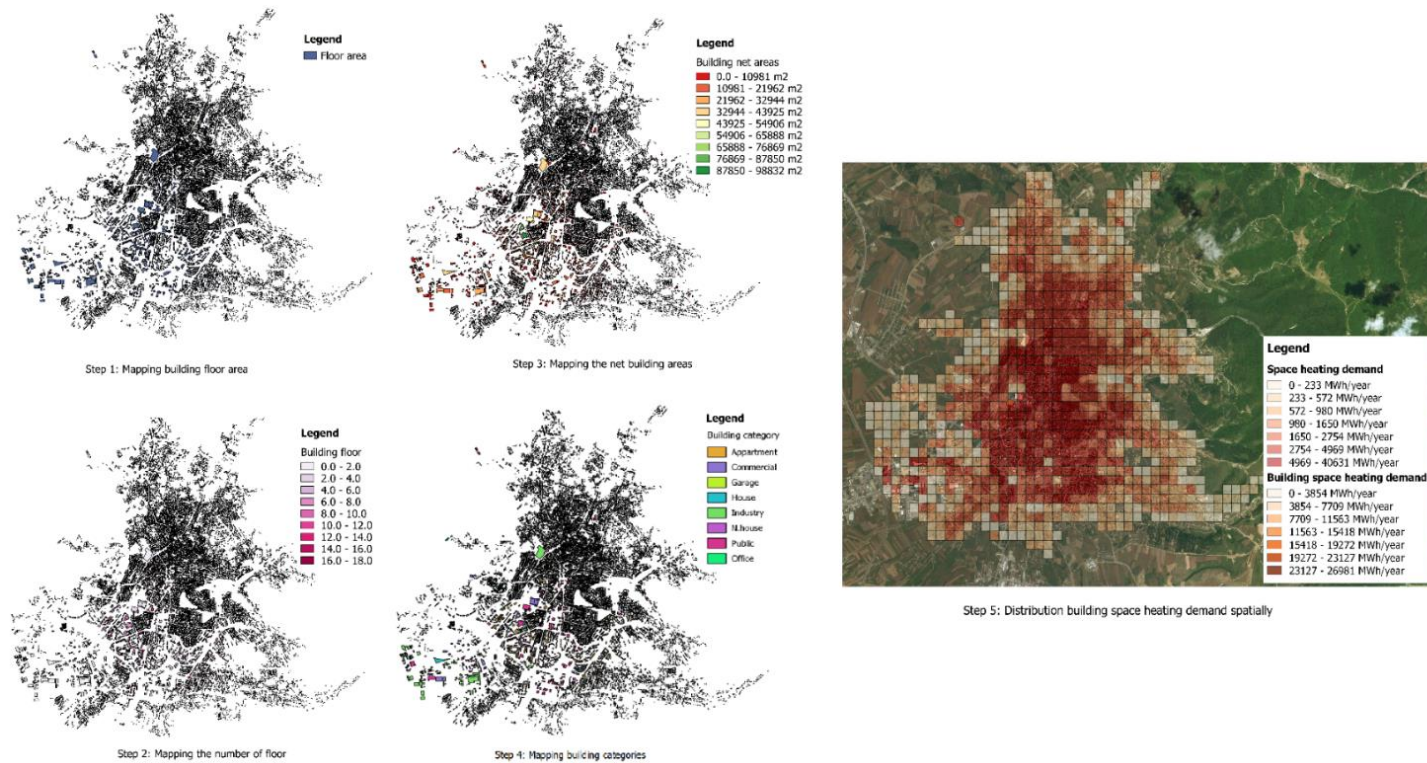 Legend
Floor area
Step 1: Mapping building floor area
Legend
Building net areas
0.0 - 10981 m2
10981 - 21962 m2
21962 - 32944 m2
32944 - 43925 m2
43925 - 54906 m2
54906 - 65888 m2
65888 - 76869 m2
76869 - 87850 m2
87850 - 98832 m2
Step 3: Mapping the net building areas
Legend
Building floor
0.0 - 2.0
2.0 - 4.0
4.0 - 6.0
6.0 - 8.0
8.0 - 10.0
10.0 - 12.0
12.0 - 14.0
14.0 - 16.0
16.0 - 18.0
Step 2: Mapping the number of floor
Legend
Building category
Appartment
Commercial
Garage
House
Industry
N.house
Public
Office
Step 4: Mapping building categories
Legend
Space heating demand
0 - 233 MWh/year
233 - 572 MWh/year
572 - 980 MWh/year
980 - 1650 MWh/year
1650 - 2754 MWh/year
2754 - 4969 MWh/year
4969 - 40631 MWh/year
Building space heating demand
0 - 3854 MWh/year
3854 - 7709 MWh/year
7709 - 11563 MWh/year
11563 - 15418 MWh/year
15418 - 19272 MWh/year
19272 - 23127 MWh/year
23127 - 26981 MWh/year
Step 5: Distribution building space heating demand spatially